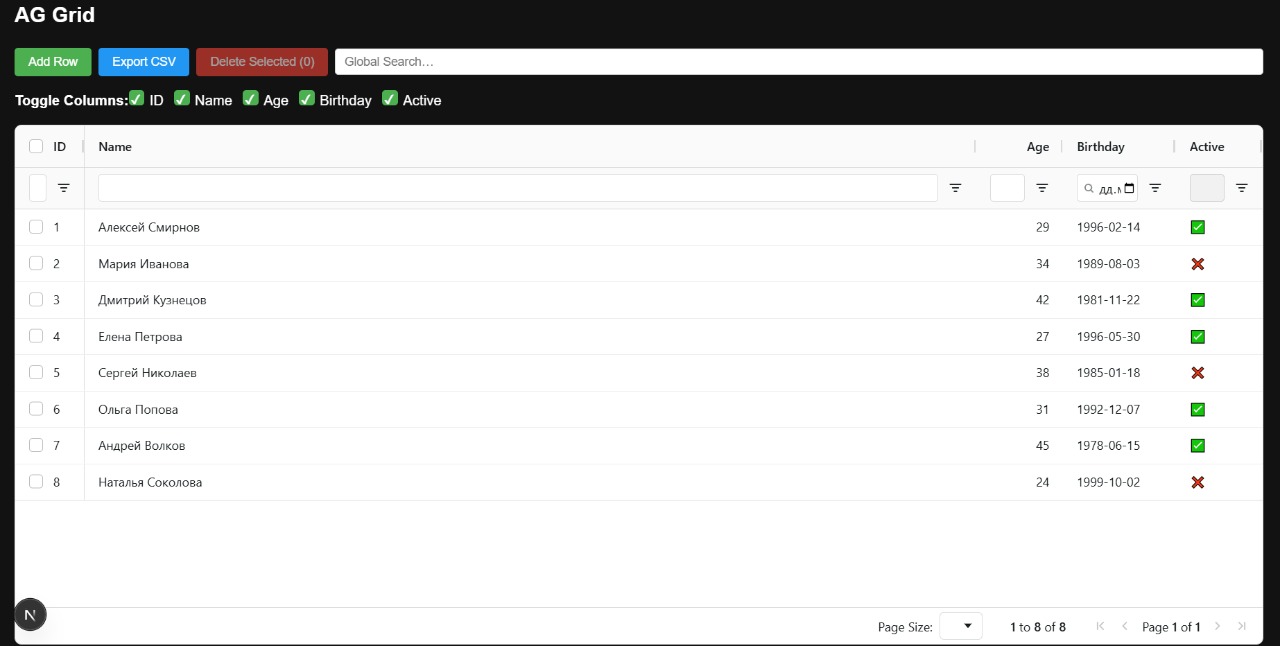 AG Grid
Add Row Export CSV Delete Selected (0) Global Search...
Toggle Columns: ID Name Age Birthday Active
ID Name Age Birthday Active
дд.м
1 Алексей Смирнов 29 1996-02-14
2 Мария Иванова 34 1989-08-03
3 Дмитрий Кузнецов 42 1981-11-22
4 Елена Петрова 27 1996-05-30
5 Сергей Николаев 38 1985-01-18
6 Ольга Попова 31 1992-12-07
7 Андрей Волков 45 1978-06-15
8 Наталья Соколова 24 1999-10-02
N
Page Size: 1 to 8 of 8 Page 1 of 1